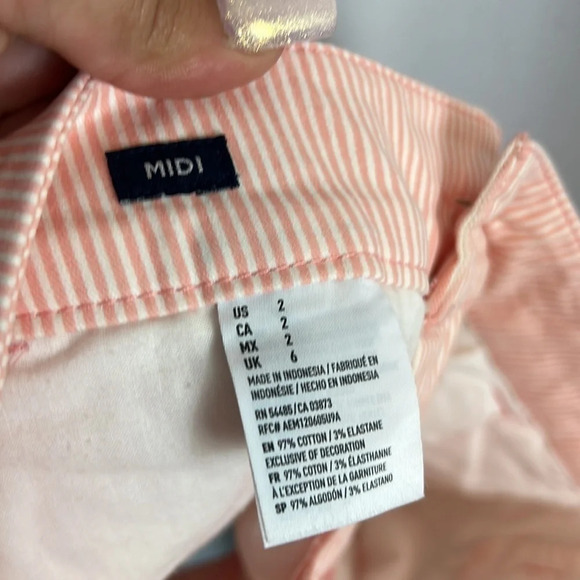 MIDI
US 2
CA 2
MX 2
UK 6
MADE IN INDONESIA / FABRIQUÉ EN
INDONÉSIE / HECHO EN INDONESIA
RN 54485/CA 03873
RFC# AEM120605U9A
EN 97% COTTON / 3% ELASTANE
EXCLUSIVE OF DECORATION
FR 97% COTON / 3% ÉLASTHANNE
À L'EXCEPTION DE LA GARNITURE
SP 97% ALGODÓN / 3% ELASTANO